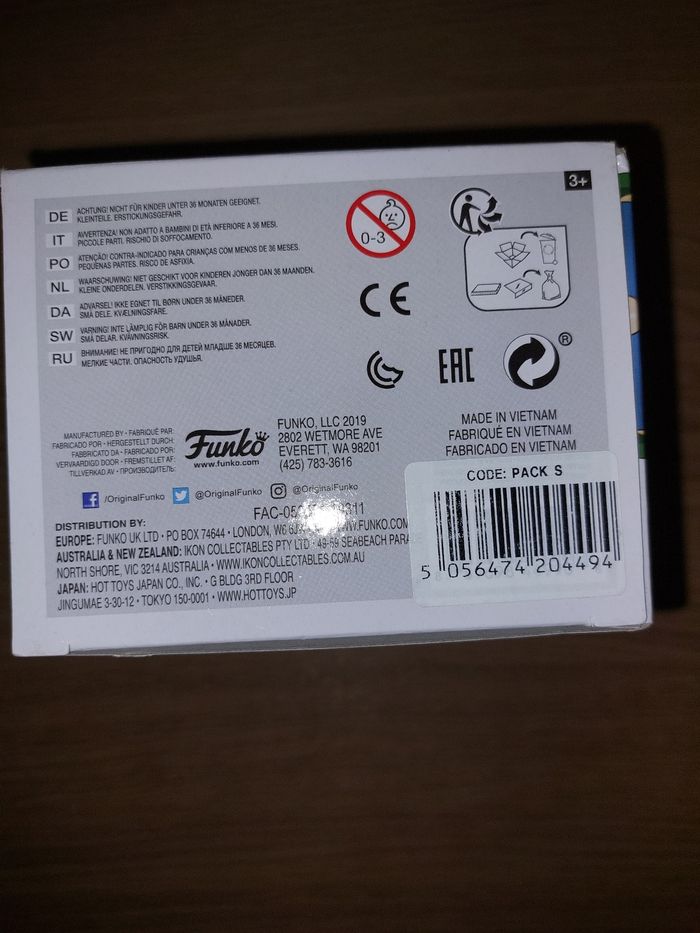 3+
DE ACHTUNG! NICHT FÜR KINDER UNTER 36 MONATEN GEEIGNET.
KLEINTEILE. ERSTICKUNGSGEFAHR.
IT AVVERTENZA! NON ADATTO A BAMBINI DI ETÀ INFERIORE A 36 MESI.
PICCOLE PARTI. RISCHIO DI SOFFOCAMENTO.
PO ATENÇÃO! CONTRA-INDICADO PARA CRIANÇAS COM MENOS DE 36 MESES.
PEQUENAS PARTES. RISCO DE ASFIXIA.
NL WAARSCHUWING! NIET GESCHIKT VOOR KINDEREN JONGER DAN 36 MAANDEN.
KLEINE ONDERDELEN. VERSTIKKINGSGEVAAR.
DA ADVARSEL! IKKE EGNET TIL BØRN UNDER 36 MÅNEDER.
SMÅ DELE. KVÆLNINGSFARE.
SW VARNING! INTE LÄMPLIG FÖR BARN UNDER 36 MÅNADER.
SMÅ DELAR. KVÄVNINGSRISK.
RU ВНИМАНИЕ! НЕ ПРИГОДНО ДЛЯ ДЕТЕЙ МЛАДШЕ 36 МЕСЯЦЕВ.
МЕЛКИЕ ЧАСТИ. ОПАСНОСТЬ УДУШЬЯ.
0-3
CE
EAC
®
MANUFACTURED BY • FABRIQUÉ PAR:
FABRICADO POR • HERGESTELLT DURCH:
FABBRICATO DA • FABRICADO POR:
VERVAARDIGD DOOR • FREMSTILLET AF:
TILLVERKAD AV • ПРОИЗВОДИТЕЛЬ:
Funko
www.funko.com
FUNKO, LLC 2019
2802 WETMORE AVE
EVERETT, WA 98201
(425) 783-3616
MADE IN VIETNAM
FABRIQUÉ EN VIETNAM
FABRICADO EN VIETNAM
/OriginalFunko @OriginalFunko @OriginalFunko
DISTRIBUTION BY:
EUROPE: FUNKO UK LTD • PO BOX 74644 • LONDON, W6
AUSTRALIA & NEW ZEALAND: IKON COLLECTABLES PTY LTD SEABEACH
NORTH SHORE, VIC 3214 AUSTRALIA • WWW.IKONCOLLECTABLES.COM.AU
JAPAN: HOT TOYS JAPAN CO., INC. • G BLDG 3RD FLOOR
JINGUMAE 3-30-12 • TOKYO 150-0001 • WWW.HOTTOYS.JP
CODE: PACK S
5 056474 204494